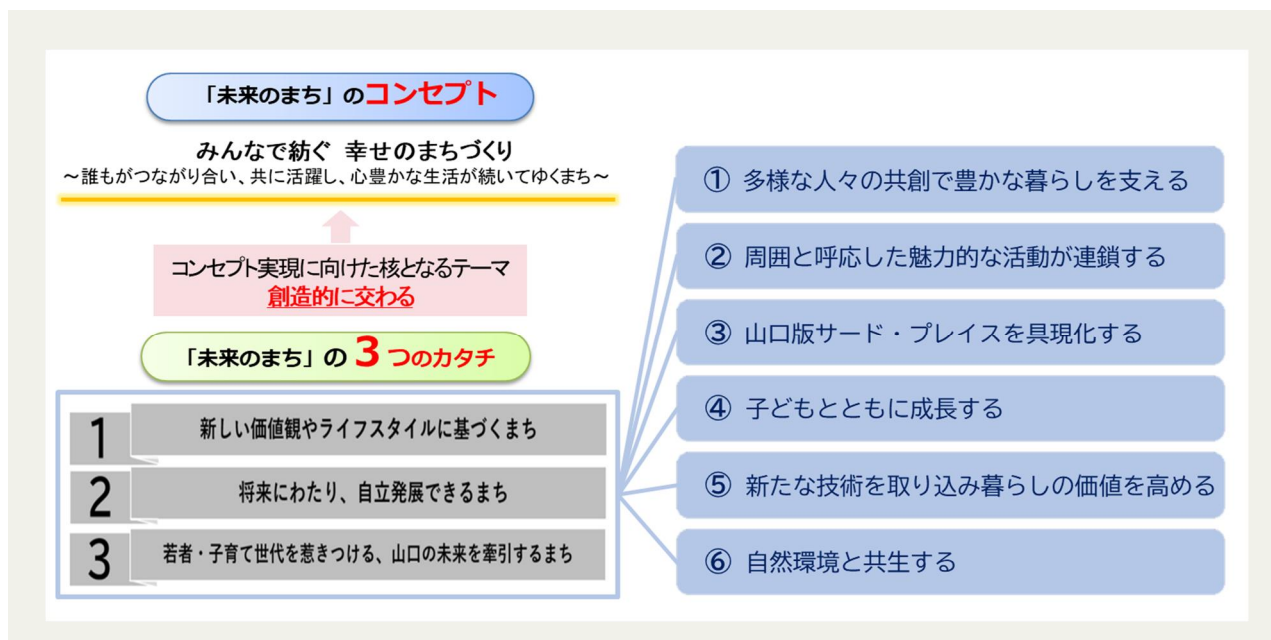 「未来のまち」のコンセプト
みんなで紡ぐ 幸せのまちづくり
～誰もがつながり合い、共に活躍し、心豊かな生活が続いてゆくまち～
コンセプト実現に向けた核となるテーマ
創造的に交わる
「未来のまち」の3つのカタチ
1 新しい価値観やライフスタイルに基づくまち
2 将来にわたり、自立発展できるまち
3 若者・子育て世代を惹きつける、山口の未来を牽引するまち
① 多様な人々の共創で豊かな暮らしを支える
② 周囲と呼応した魅力的な活動が連鎖する
③ 山口版サード・プレイスを具現化する
④ 子どもとともに成長する
⑤ 新たな技術を取り込み暮らしの価値を高める
⑥ 自然環境と共生する